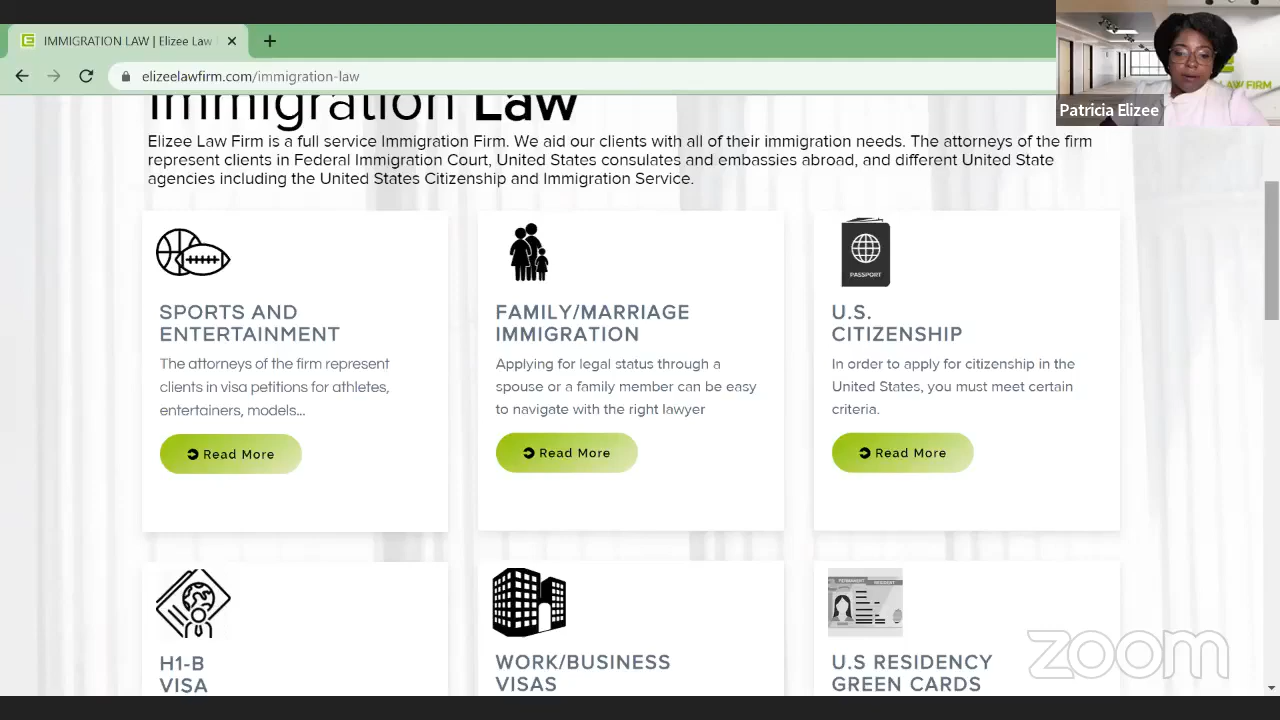 IMMIGRATION LAW | Elizee Law
elizeelawfirm.com/immigration-law
LAW FIRM
Patricia Elizee
Immigration Law
Elizee Law Firm is a full service Immigration Firm. We aid our clients with all of their immigration needs. The attorneys of the firm
represent clients in Federal Immigration Court, United States consulates and embassies abroad, and different United State
agencies including the United States Citizenship and Immigration Service.
SPORTS AND
ENTERTAINMENT
The attorneys of the firm represent
clients in visa petitions for athletes,
entertainers, models...
Read More
FAMILY/MARRIAGE
IMMIGRATION
Applying for legal status through a
spouse or a family member can be easy
to navigate with the right lawyer
Read More
PASSPORT
U.S.
CITIZENSHIP
In order to apply for citizenship in the
United States, you must meet certain
criteria.
Read More
H1-B
VISA
WORK/BUSINESS
VISAS
PERMANENT RESIDENT
U.S RESIDENCY
GREEN CARDS
zoom